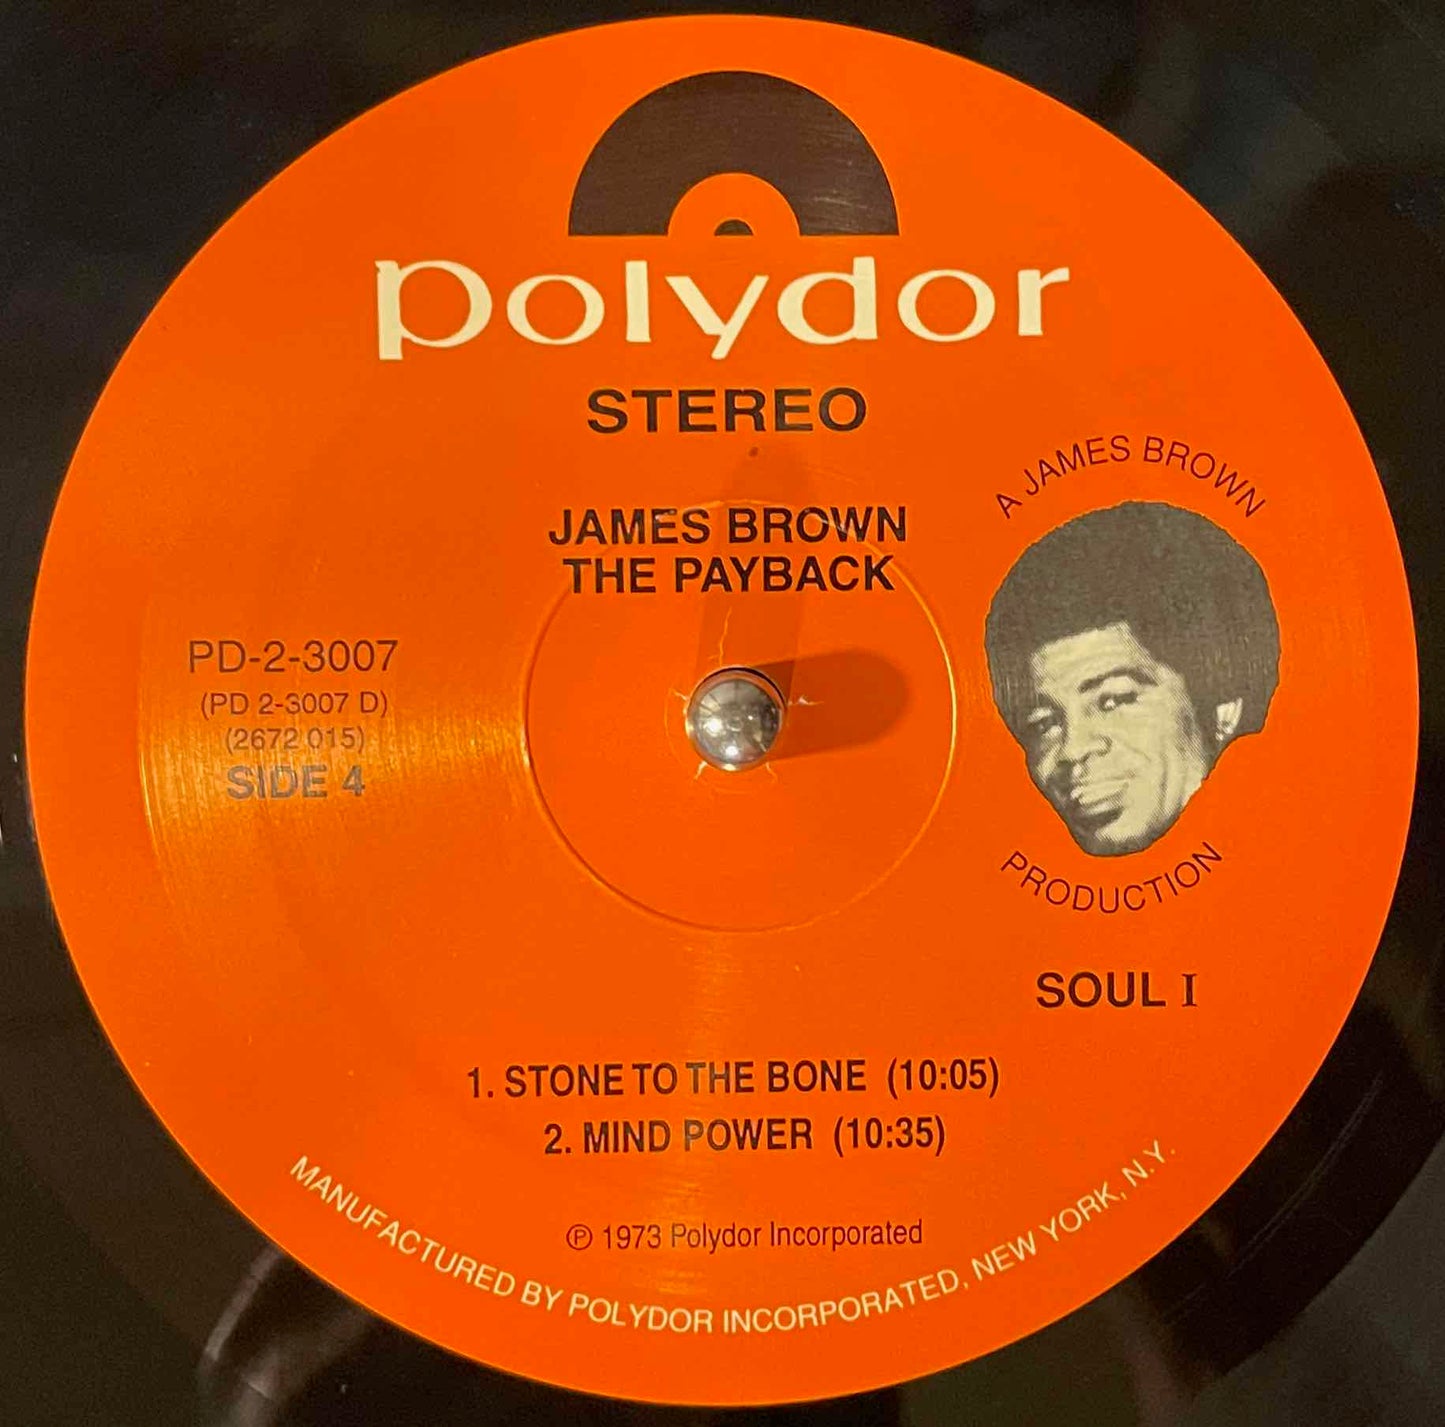 polydor
STEREO
JAMES BROWN
THE PAYBACK
A JAMES BROWN
PRODUCTION
PD-2-3007
(PD 2-3007 D)
(2672 015)
SIDE 4
SOUL I
1. STONE TO THE BONE (10:05)
2. MIND POWER (10:35)
℗ 1973 Polydor Incorporated
MANUFACTURED BY POLYDOR INCORPORATED, NEW YORK, N.Y.